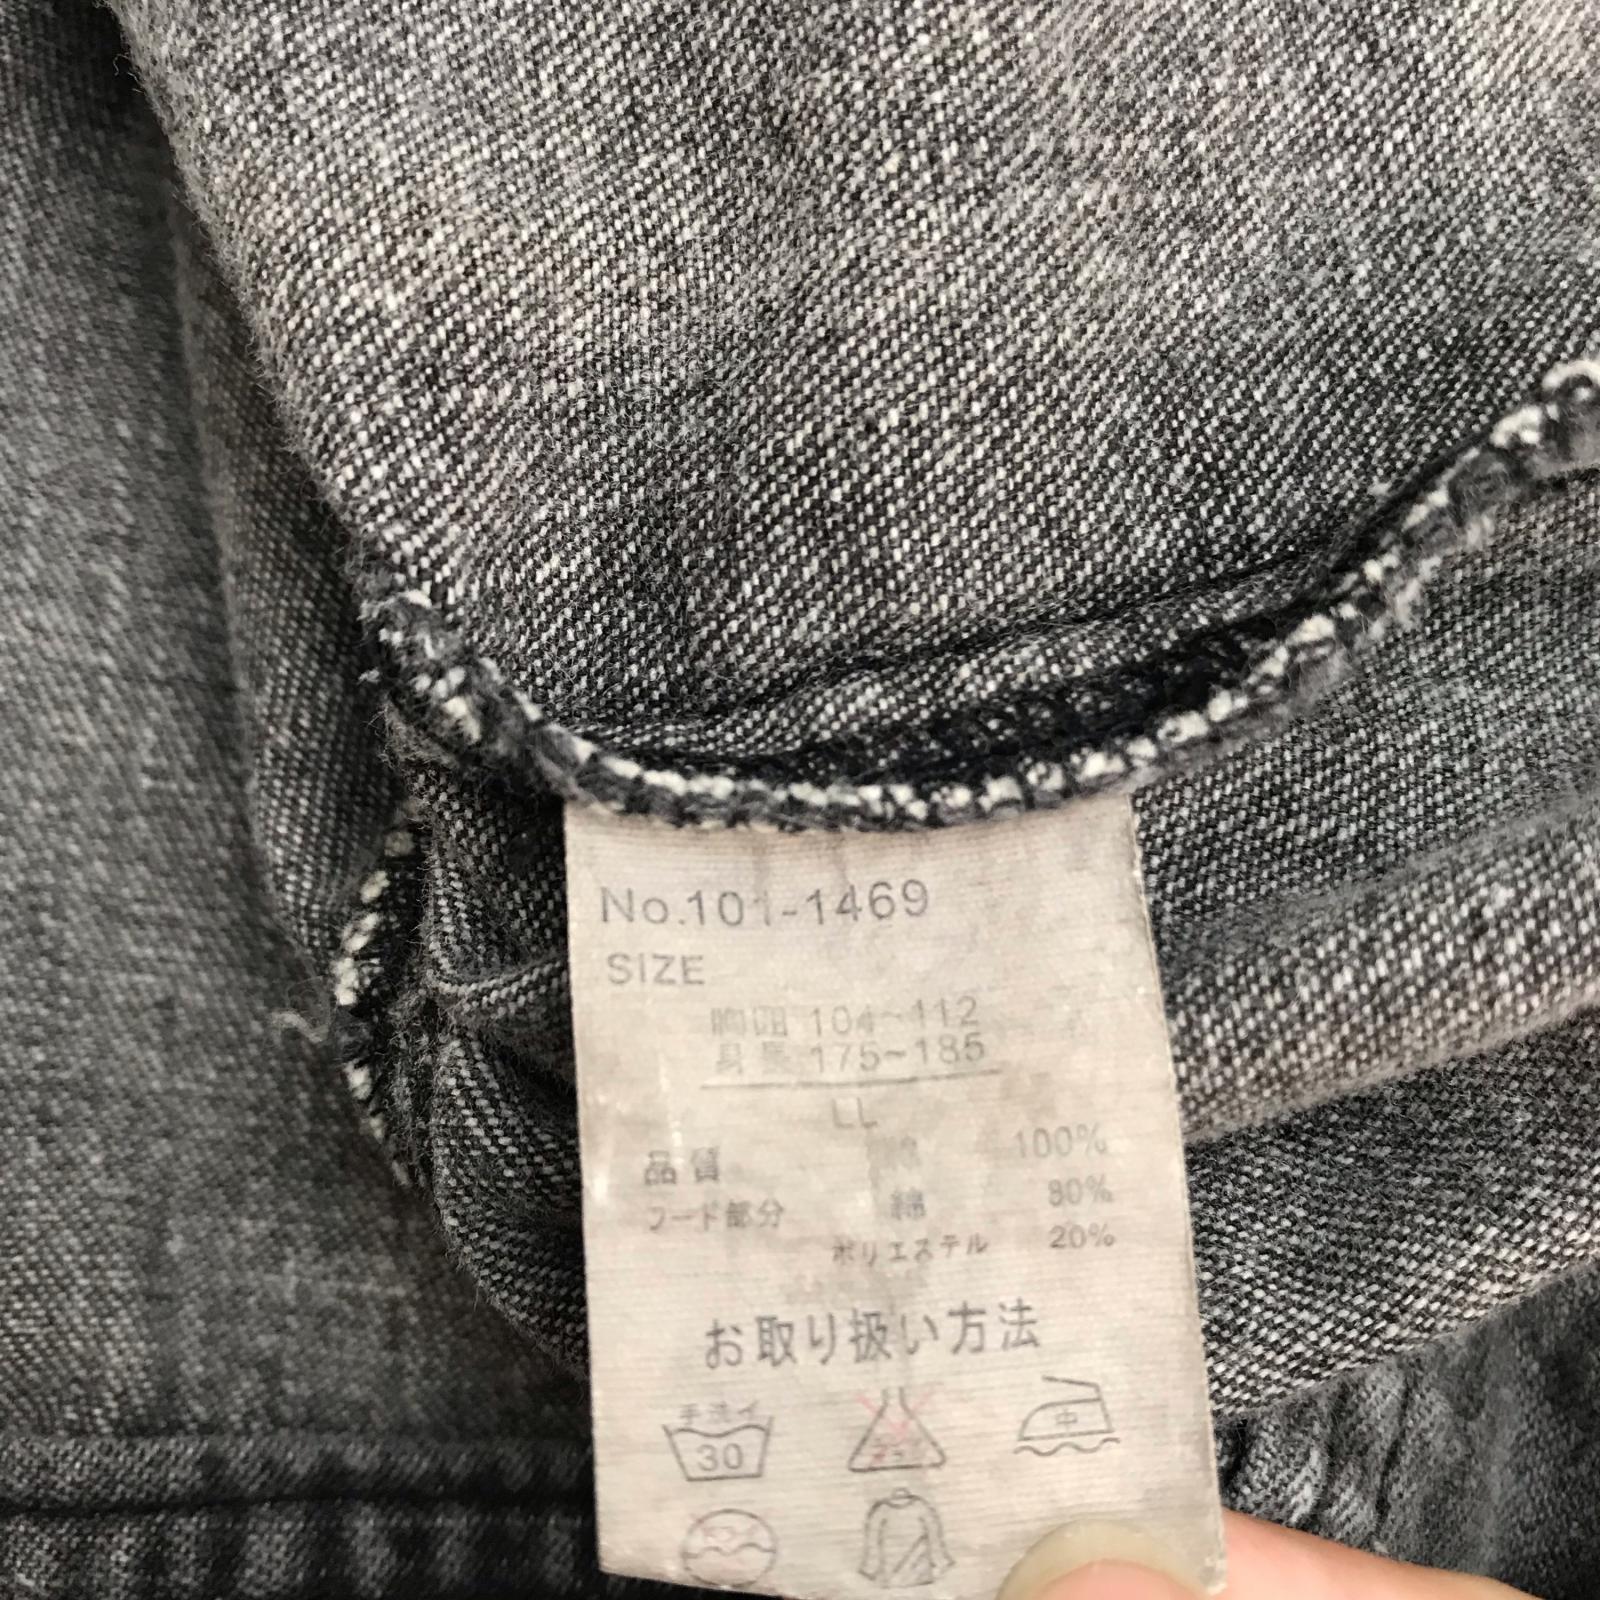 No.101-1469
SIZE
胸囲 104~112
身長 175~185
LL
品質 綿 100%
フード部分 綿 80%
ポリエステル 20%
お取り扱い方法
手洗イ
30
中